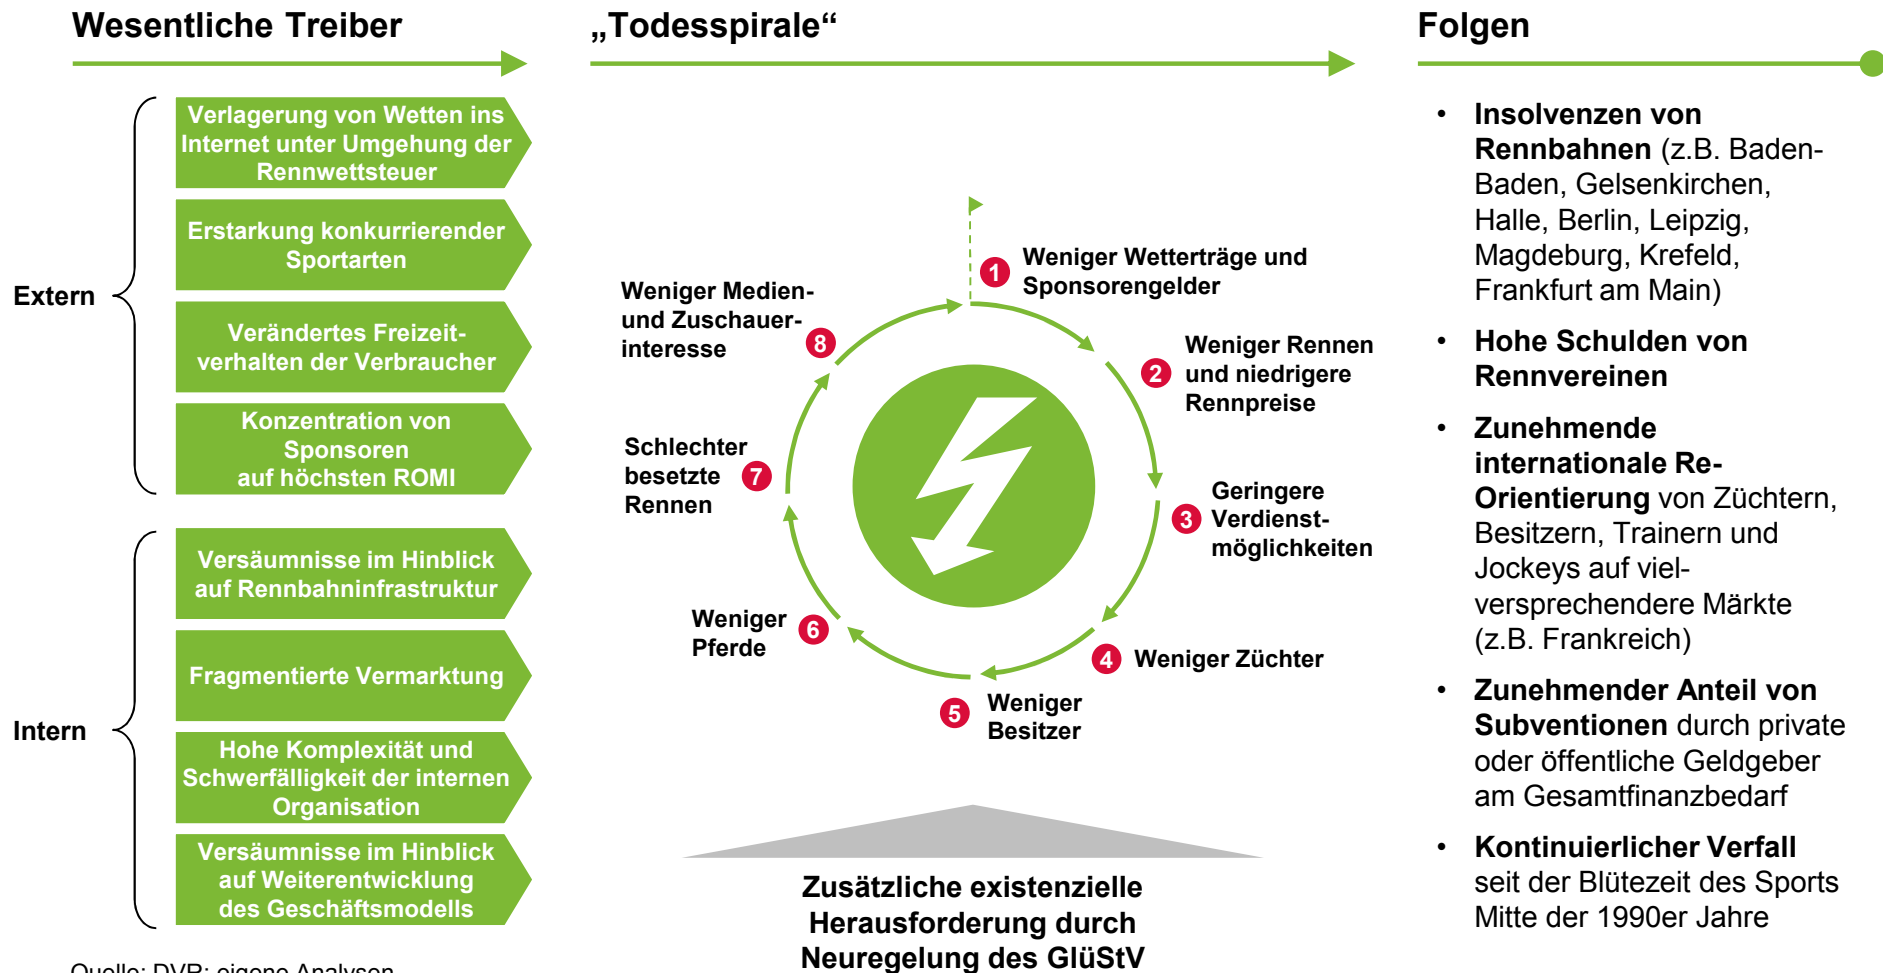 Wesentliche Treiber
Extern
Verlagerung von Wetten ins
Internet unter Umgehung der
Rennwettsteuer
Erstarkung konkurrierender
Sportarten
Verändertes Freizeit-
verhalten der Verbraucher
Konzentration von
Sponsoren
auf höchsten ROMI
Intern
Versäumnisse im Hinblick
auf Rennbahninfrastruktur
Fragmentierte Vermarktung
Hohe Komplexität und
Schwerfälligkeit der internen
Organisation
Versäumnisse im Hinblick
auf Weiterentwicklung
des Geschäftsmodells
„Todesspirale“
1 Weniger Wetterträge und
Sponsorengelder
2 Weniger Rennen
und niedrigere
Rennpreise
3 Geringere
Verdienst-
möglichkeiten
4 Weniger Züchter
5 Weniger
Besitzer
6 Weniger
Pferde
7 Schlechter
besetzte
Rennen
8 Weniger Medien-
und Zuschauer-
interesse
Zusätzliche existenzielle
Herausforderung durch
Neuregelung des GlüStV
Folgen
• Insolvenzen von
Rennbahnen (z.B. Baden-
Baden, Gelsenkirchen,
Halle, Berlin, Leipzig,
Magdeburg, Krefeld,
Frankfurt am Main)
• Hohe Schulden von
Rennvereinen
• Zunehmende
internationale Re-
Orientierung von Züchtern,
Besitzern, Trainern und
Jockeys auf viel-
versprechendere Märkte
(z.B. Frankreich)
• Zunehmender Anteil von
Subventionen durch private
oder öffentliche Geldgeber
am Gesamtfinanzbedarf
• Kontinuierlicher Verfall
seit der Blütezeit des Sports
Mitte der 1990er Jahre
Quelle: DVR; eigene Analysen